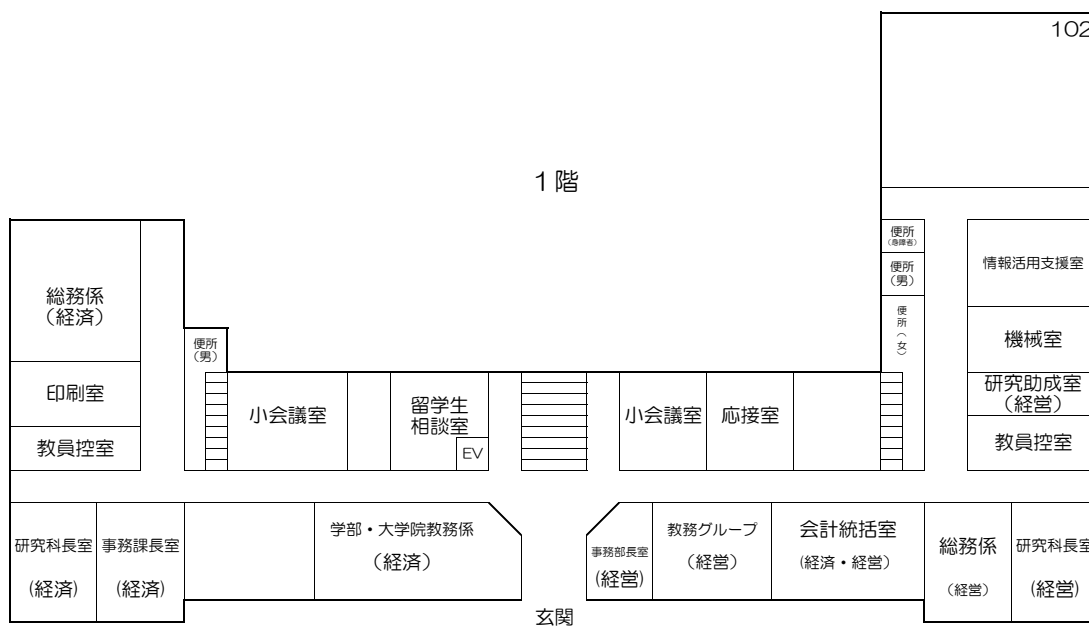 102
1階
便所
(身障者)
便所
(男)
情報活用支援室
総務係
(経済)
便所(女)
便所
(男)
機械室
印刷室
小会議室
留学生
相談室
小会議室
応接室
研究助成室
(経営)
教員控室
EV
教員控室
研究科長室
(経済)
事務課長室
(経済)
学部・大学院教務係
(経済)
事務部長室
(経営)
教務グループ
(経営)
会計統括室
(経済・経営)
総務係
(経営)
研究科長室
(経営)
玄関